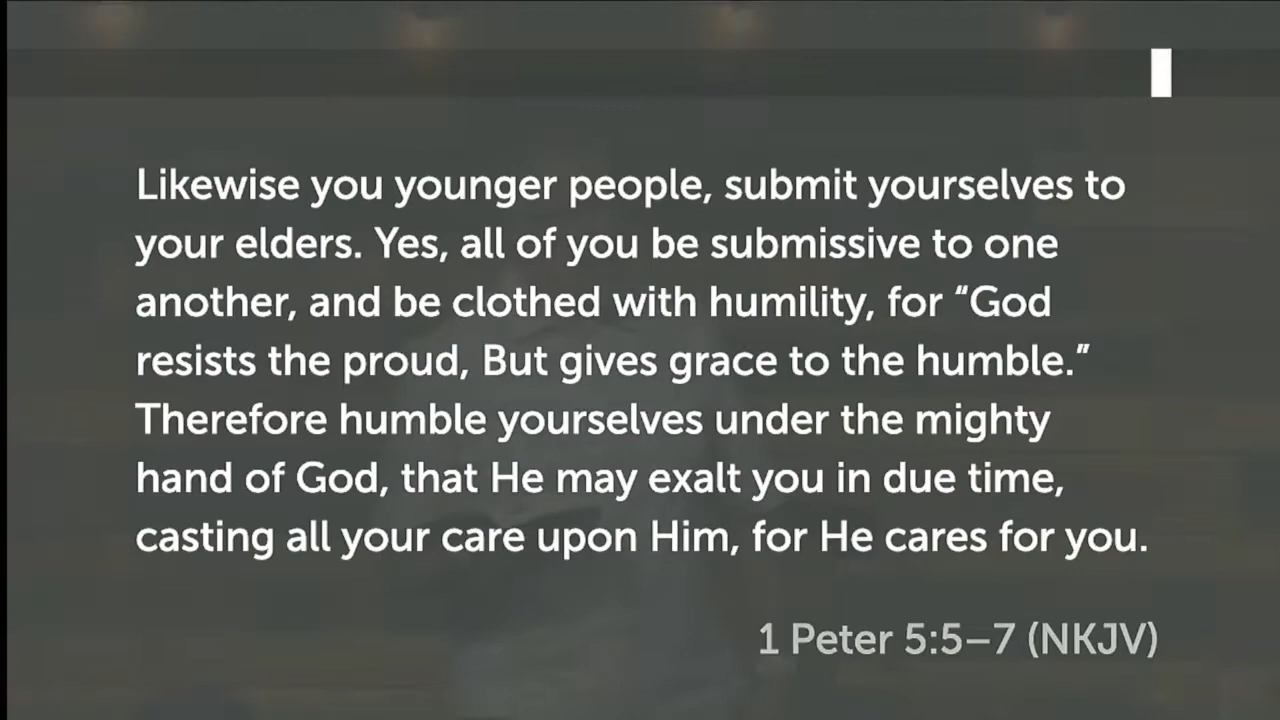 Likewise you younger people, submit yourselves to
your elders. Yes, all of you be submissive to one
another, and be clothed with humility, for “God
resists the proud, But gives grace to the humble.”
Therefore humble yourselves under the mighty
hand of God, that He may exalt you in due time,
casting all your care upon Him, for He cares for you.
1 Peter 5:5–7 (NKJV)